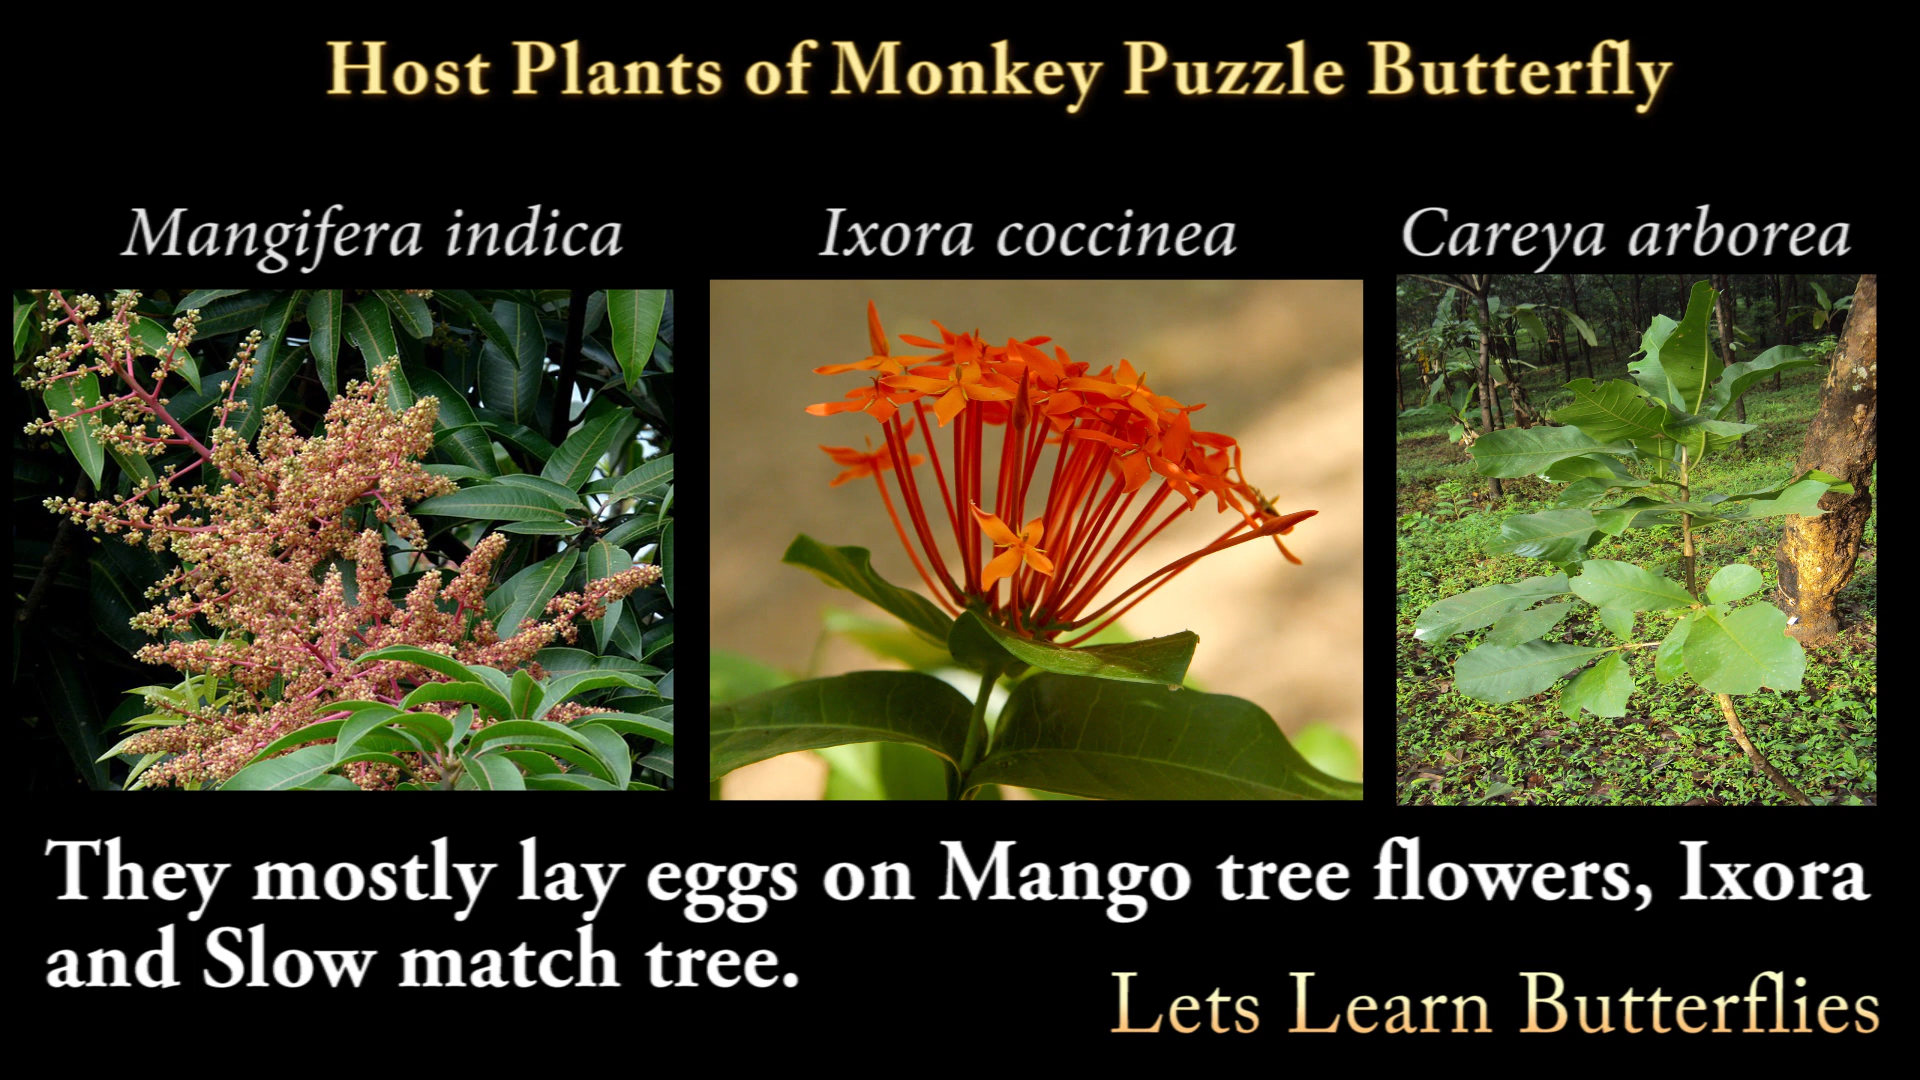 Host Plants of Monkey Puzzle Butterfly
Mangifera indica
Ixora coccinea
Careya arborea
They mostly lay eggs on Mango tree flowers, Ixora
and Slow match tree.
Lets Learn Butterflies